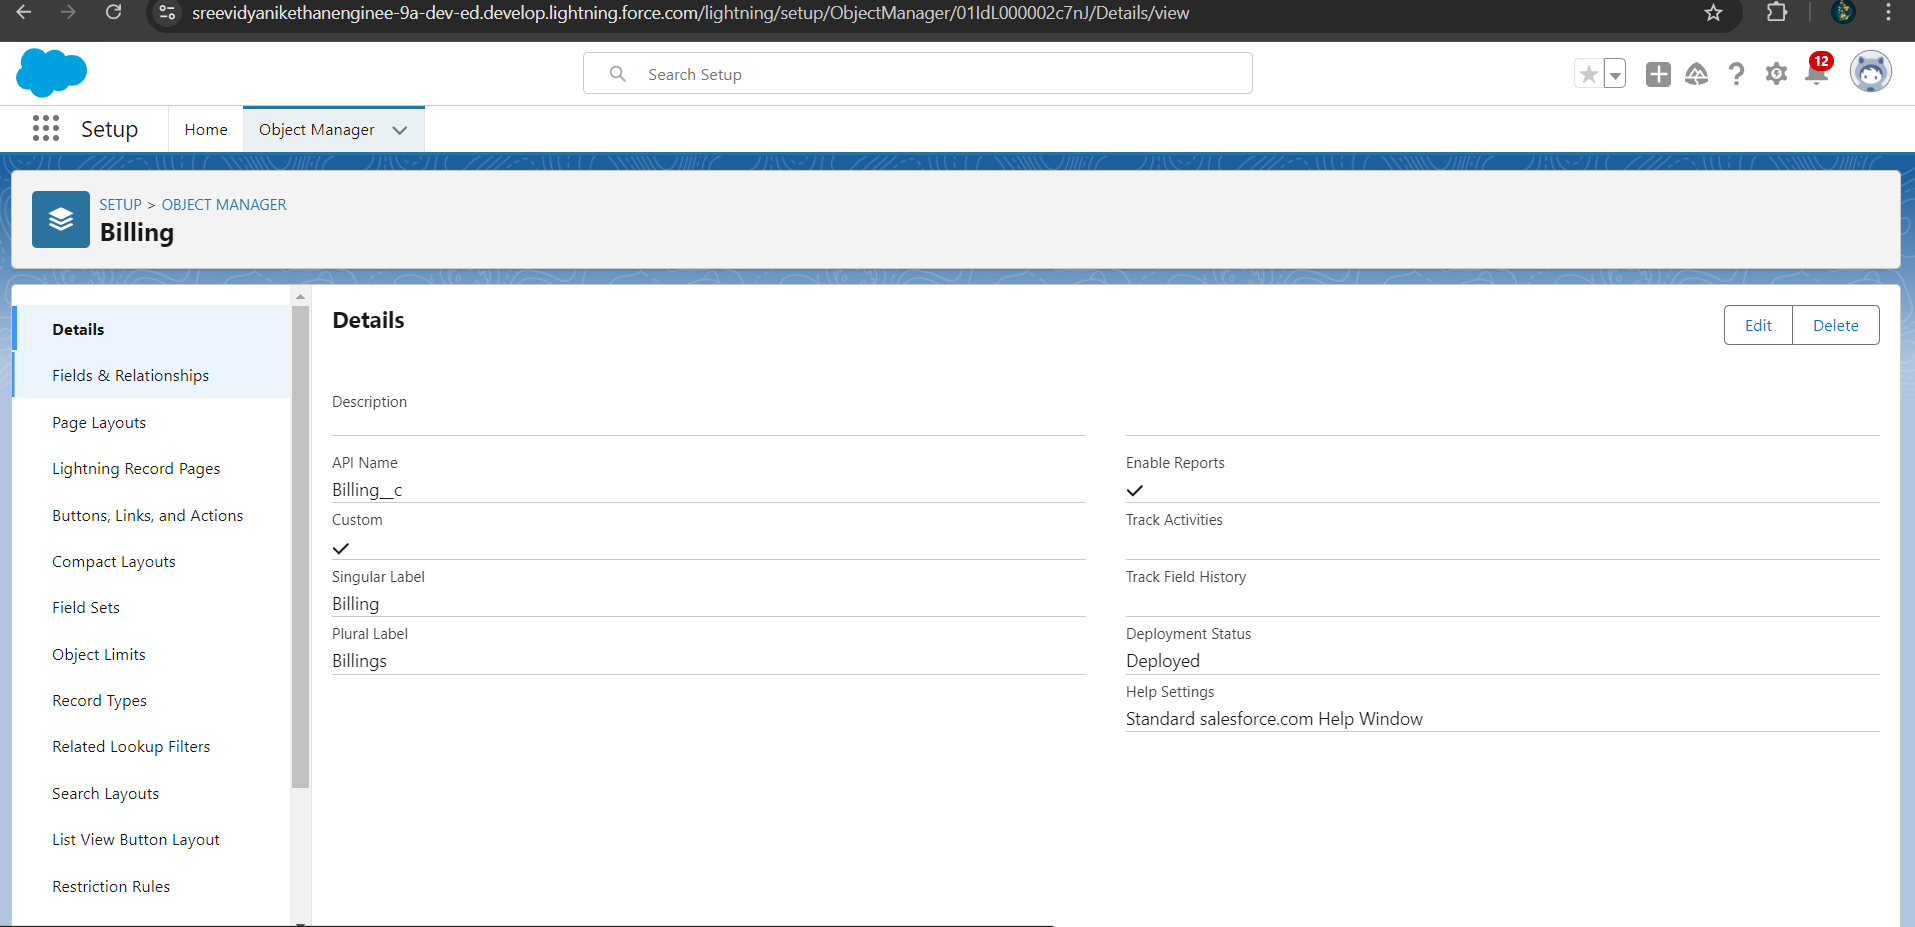 sreevidyanikethanenginee-9a-dev-ed.develop.lightning.force.com/lightning/setup/ObjectManager/01IdL000002c7nJ/Details/view
Search Setup
12
Setup
Home
Object Manager
SETUP > OBJECT MANAGER
Billing
Details
Fields & Relationships
Page Layouts
Lightning Record Pages
Buttons, Links, and Actions
Compact Layouts
Field Sets
Object Limits
Record Types
Related Lookup Filters
Search Layouts
List View Button Layout
Restriction Rules
Details
Edit
Delete
Description
API Name
Billing__c
Custom
Singular Label
Billing
Plural Label
Billings
Enable Reports
Track Activities
Track Field History
Deployment Status
Deployed
Help Settings
Standard salesforce.com Help Window